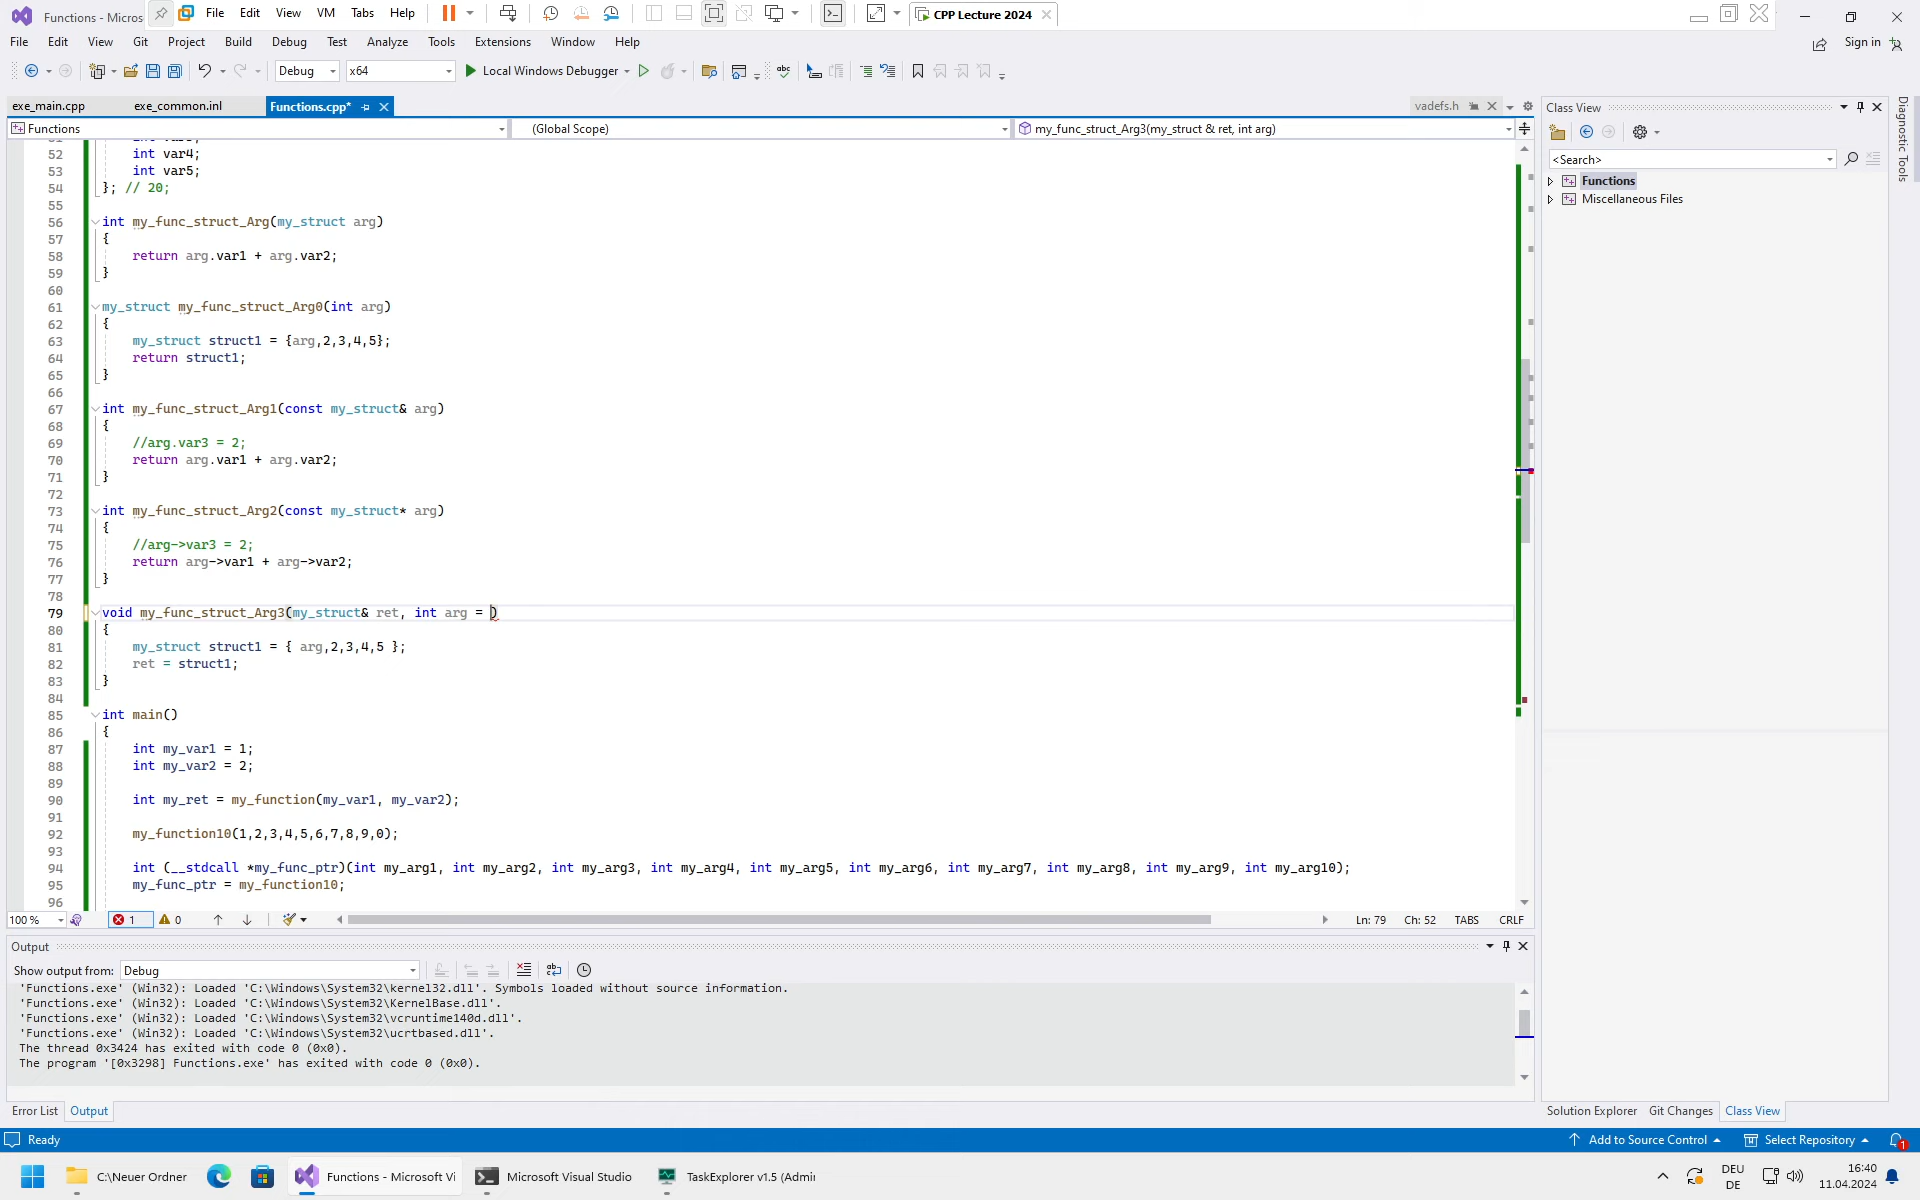 Functions - Micros
File Edit View VM Tabs Help
CPP Lecture 2024
File Edit View Git Project Build Debug Test Analyze Tools Extensions Window Help
Sign in
Debug x64 Local Windows Debugger
exe_main.cpp exe_common.inl Functions.cpp* vadefs.h
Functions (Global Scope) my_func_struct_Arg3(my_struct & ret, int arg)
52 int var4;
53 int var5;
54 }; // 20;
55
56 int my_func_struct_Arg(my_struct arg)
57 {
58 return arg.var1 + arg.var2;
59 }
60
61 my_struct my_func_struct_Arg0(int arg)
62 {
63 my_struct struct1 = {arg,2,3,4,5};
64 return struct1;
65 }
66
67 int my_func_struct_Arg1(const my_struct& arg)
68 {
69 //arg.var3 = 2;
70 return arg.var1 + arg.var2;
71 }
72
73 int my_func_struct_Arg2(const my_struct* arg)
74 {
75 //arg->var3 = 2;
76 return arg->var1 + arg->var2;
77 }
78
79 void my_func_struct_Arg3(my_struct& ret, int arg = )
80 {
81 my_struct struct1 = { arg,2,3,4,5 };
82 ret = struct1;
83 }
84
85 int main()
86 {
87 int my_var1 = 1;
88 int my_var2 = 2;
89
90 int my_ret = my_function(my_var1, my_var2);
91
92 my_function10(1,2,3,4,5,6,7,8,9,0);
93
94 int (__stdcall *my_func_ptr)(int my_arg1, int my_arg2, int my_arg3, int my_arg4, int my_arg5, int my_arg6, int my_arg7, int my_arg8, int my_arg9, int my_arg10);
95 my_func_ptr = my_function10;
96
100 % 1 0 Ln: 79 Ch: 52 TABS CRLF
Output
Show output from: Debug
'Functions.exe' (Win32): Loaded 'C:\Windows\System32\kernel32.dll'. Symbols loaded without source information.
'Functions.exe' (Win32): Loaded 'C:\Windows\System32\KernelBase.dll'.
'Functions.exe' (Win32): Loaded 'C:\Windows\System32\vcruntime140d.dll'.
'Functions.exe' (Win32): Loaded 'C:\Windows\System32\ucrtbased.dll'.
The thread 0x3424 has exited with code 0 (0x0).
The program '[0x3298] Functions.exe' has exited with code 0 (0x0).
Error List Output
Class View
<Search>
Functions
Miscellaneous Files
Diagnostic Tools
Solution Explorer Git Changes Class View
Ready Add to Source Control Select Repository 1
C:\Neuer Ordner Functions - Microsoft Vi Microsoft Visual Studio TaskExplorer v1.5 (Admin
DEU
DE
16:40
11.04.2024